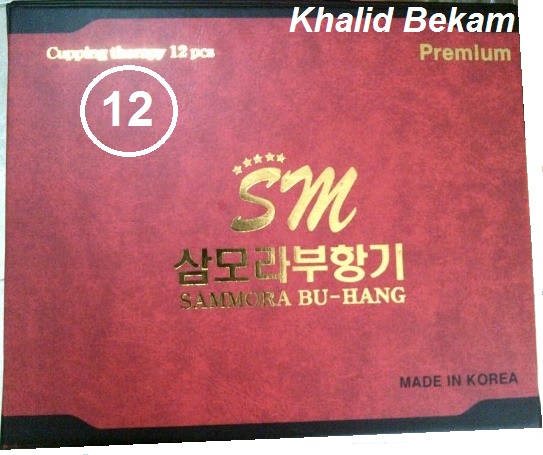 Khalid Bekam
Cupping therapy 12 pcs
Premium
12
SM
삼모라부항기
SAMMORA BU-HANG
MADE IN KOREA